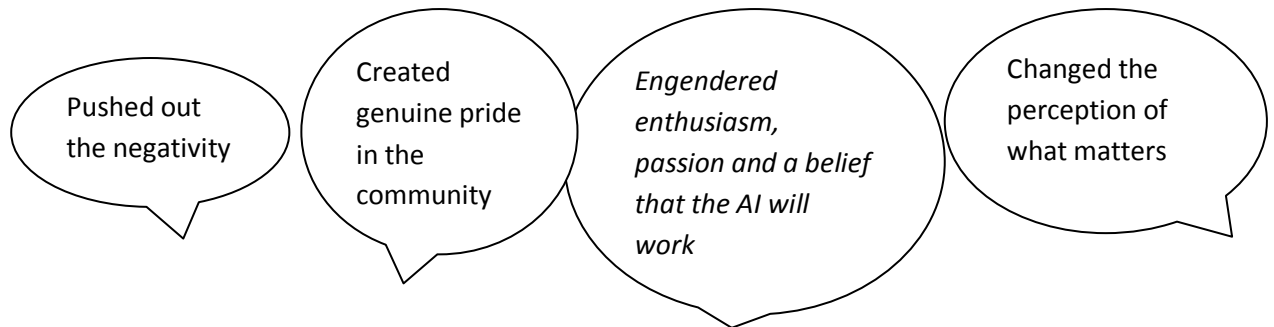 Pushed out
the negativity
Created
genuine pride
in the
community
Engendered
enthusiasm,
passion and a belief
that the AI will
work
Changed the
perception of
what matters